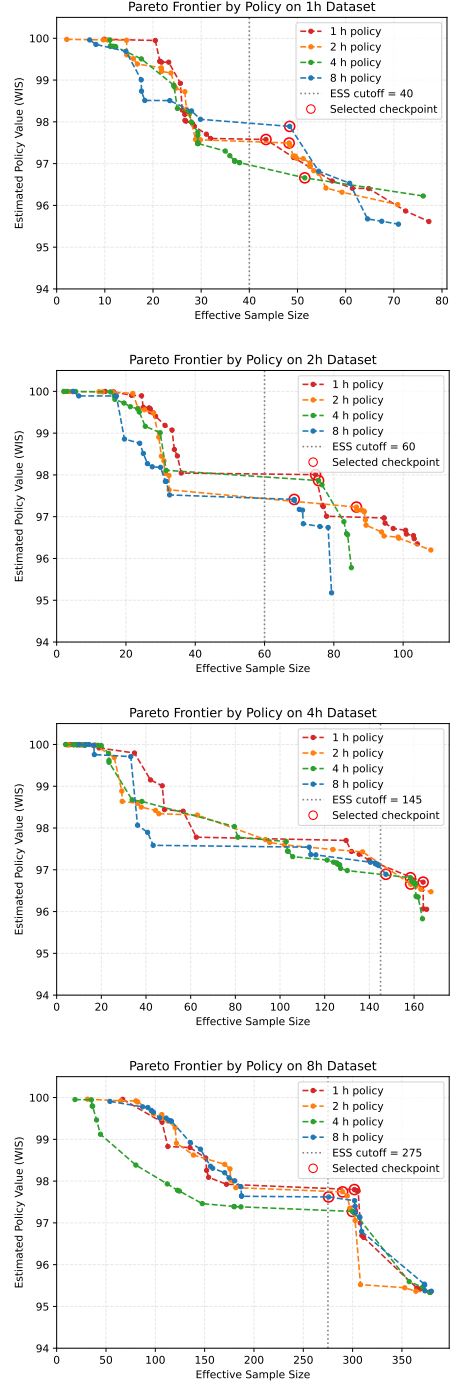 Pareto Frontier by Policy on 1h Dataset
Estimated Policy Value (WIS)
100
99
98
97
96
95
94
1 h policy
2 h policy
4 h policy
8 h policy
ESS cutoff = 40
Selected checkpoint
0 10 20 30 40 50 60 70 80
Effective Sample Size
Pareto Frontier by Policy on 2h Dataset
Estimated Policy Value (WIS)
100
99
98
97
96
95
94
1 h policy
2 h policy
4 h policy
8 h policy
ESS cutoff = 60
Selected checkpoint
0 20 40 60 80 100
Effective Sample Size
Pareto Frontier by Policy on 4h Dataset
Estimated Policy Value (WIS)
100
99
98
97
96
95
94
1 h policy
2 h policy
4 h policy
8 h policy
ESS cutoff = 145
Selected checkpoint
0 20 40 60 80 100 120 140 160
Effective Sample Size
Pareto Frontier by Policy on 8h Dataset
Estimated Policy Value (WIS)
100
99
98
97
96
95
94
1 h policy
2 h policy
4 h policy
8 h policy
ESS cutoff = 275
Selected checkpoint
0 50 100 150 200 250 300 350
Effective Sample Size